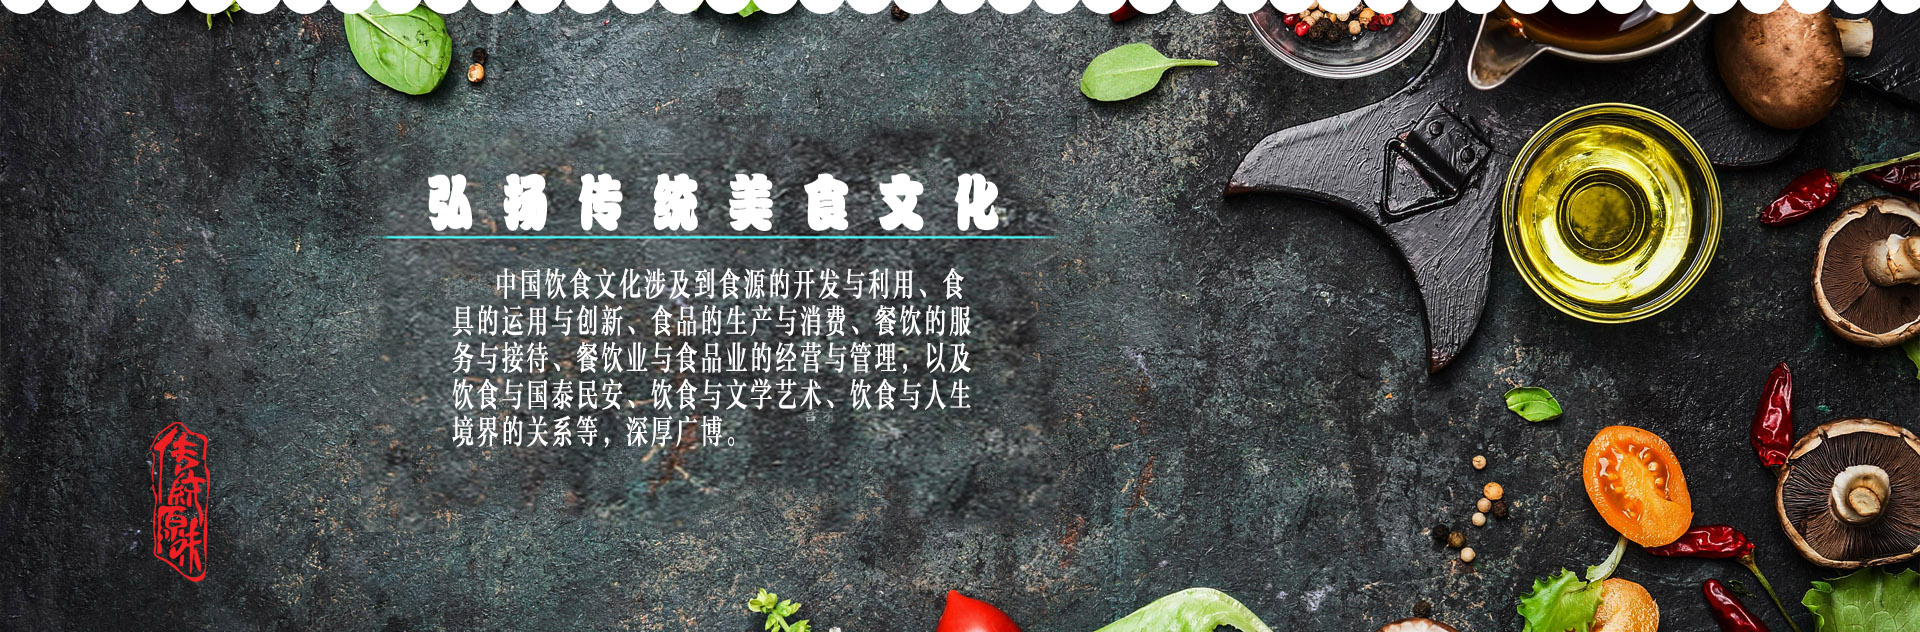 弘扬传统美食文化
中国饮食文化涉及到食源的开发与利用、食
具的运用与创新、食品的生产与消费、餐饮的服
务与接待、餐饮业与食品业的经营与管理，以及
饮食与国泰民安、饮食与文学艺术、饮食与人生
境界的关系等，深厚广博。